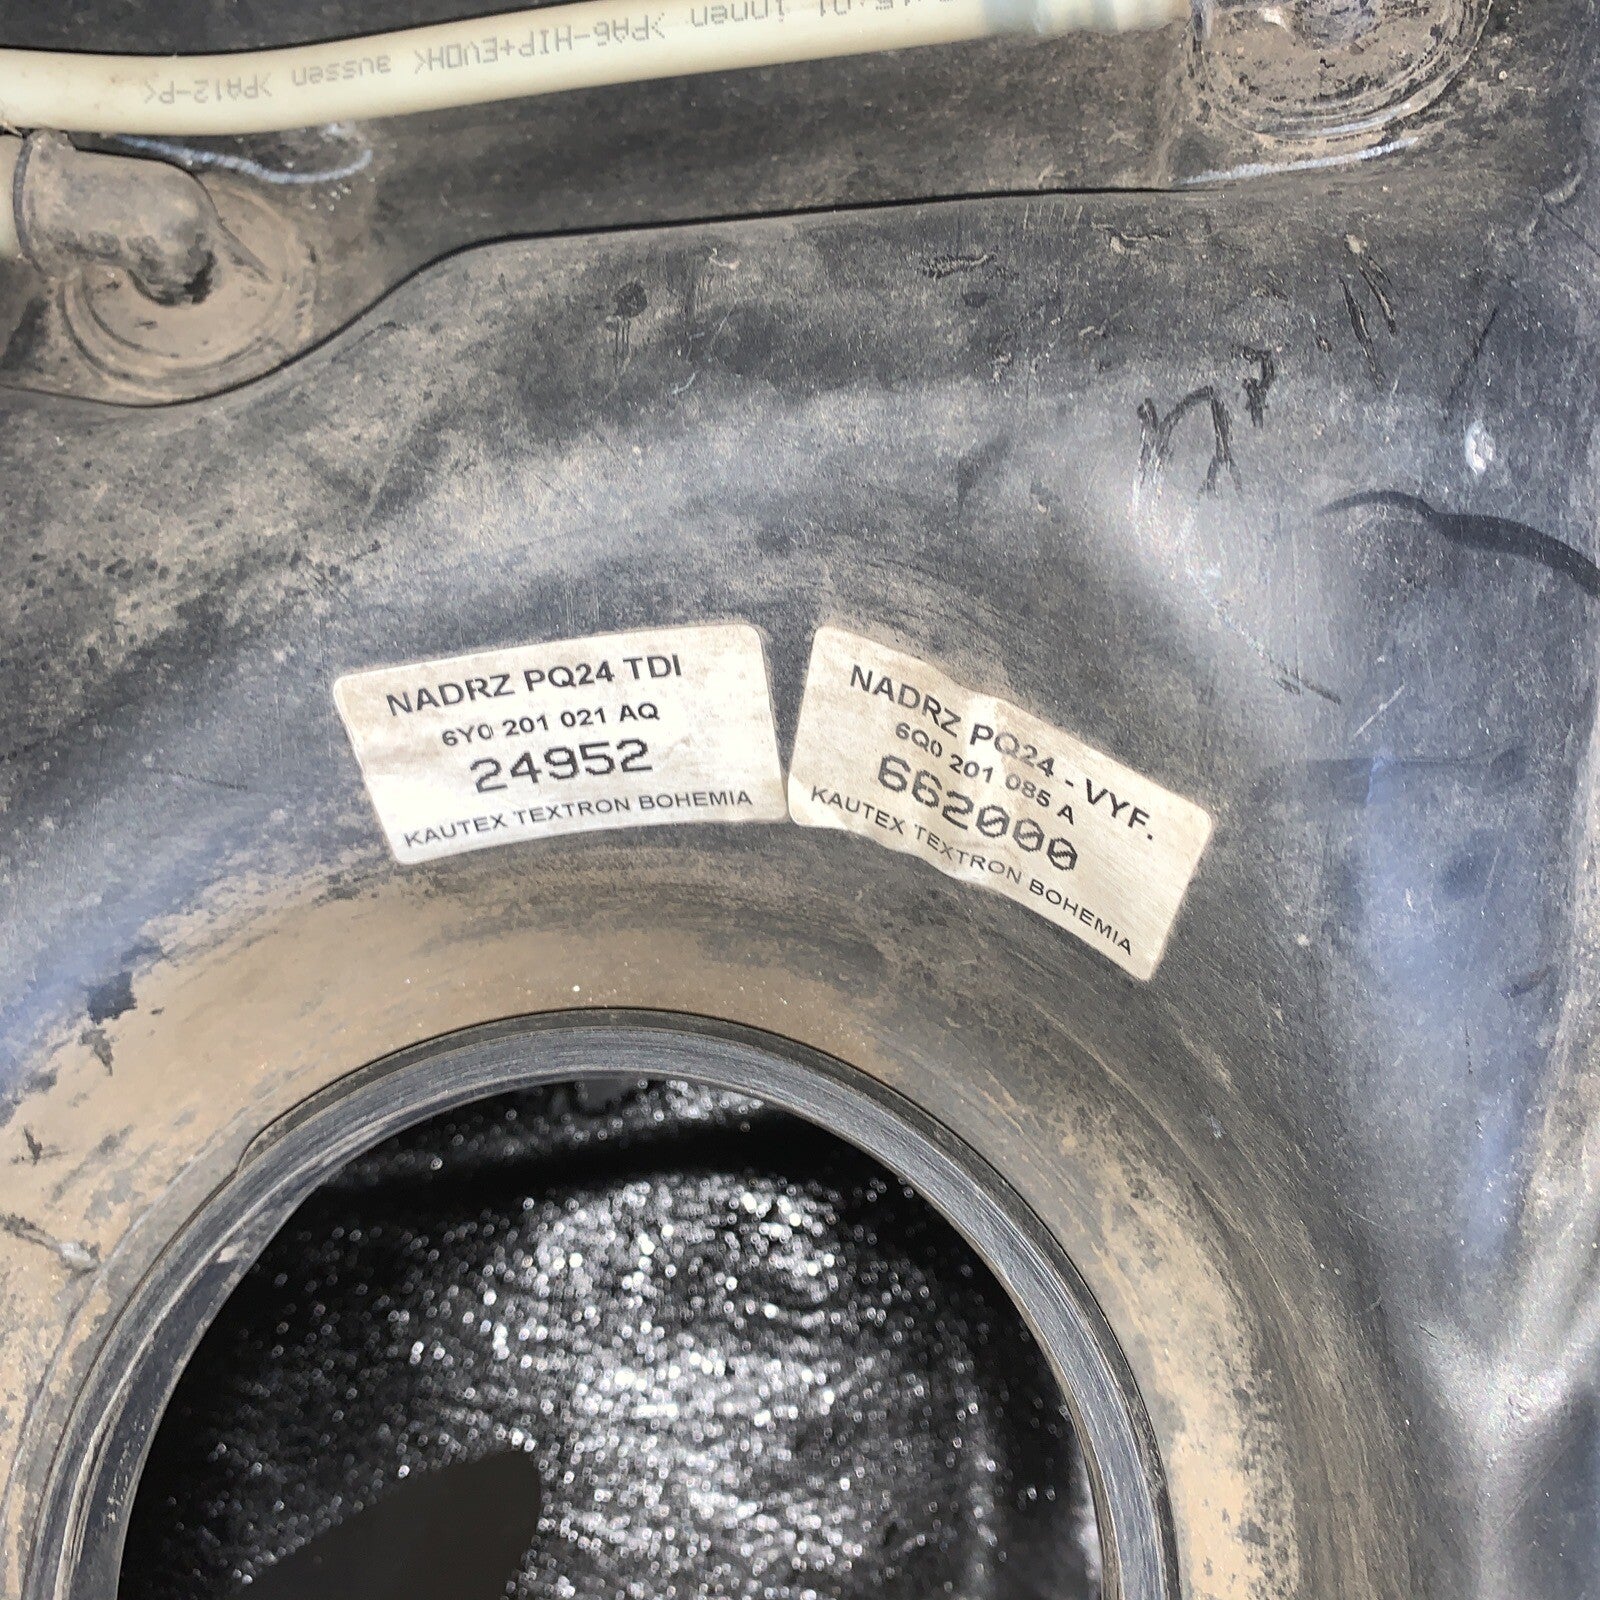 >PA12-P< aussen >PA6-HIP+EVOH< innen
NADRZ PQ24 TDI
6Y0 201 021 AQ
24952
KAUTEX TEXTRON BOHEMIA
NADRZ PQ24 - VYF.
6Q0 201 085 A
662000
KAUTEX TEXTRON BOHEMIA